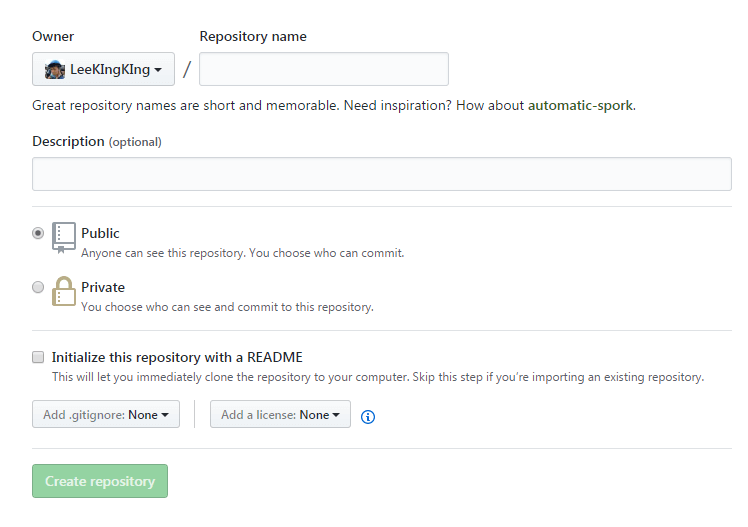 Owner Repository name
LeeKIngKIng /
Great repository names are short and memorable. Need inspiration? How about automatic-spork.
Description (optional)
Public
Anyone can see this repository. You choose who can commit.
Private
You choose who can see and commit to this repository.
Initialize this repository with a README
This will let you immediately clone the repository to your computer. Skip this step if you're importing an existing repository.
Add .gitignore: None Add a license: None
Create repository